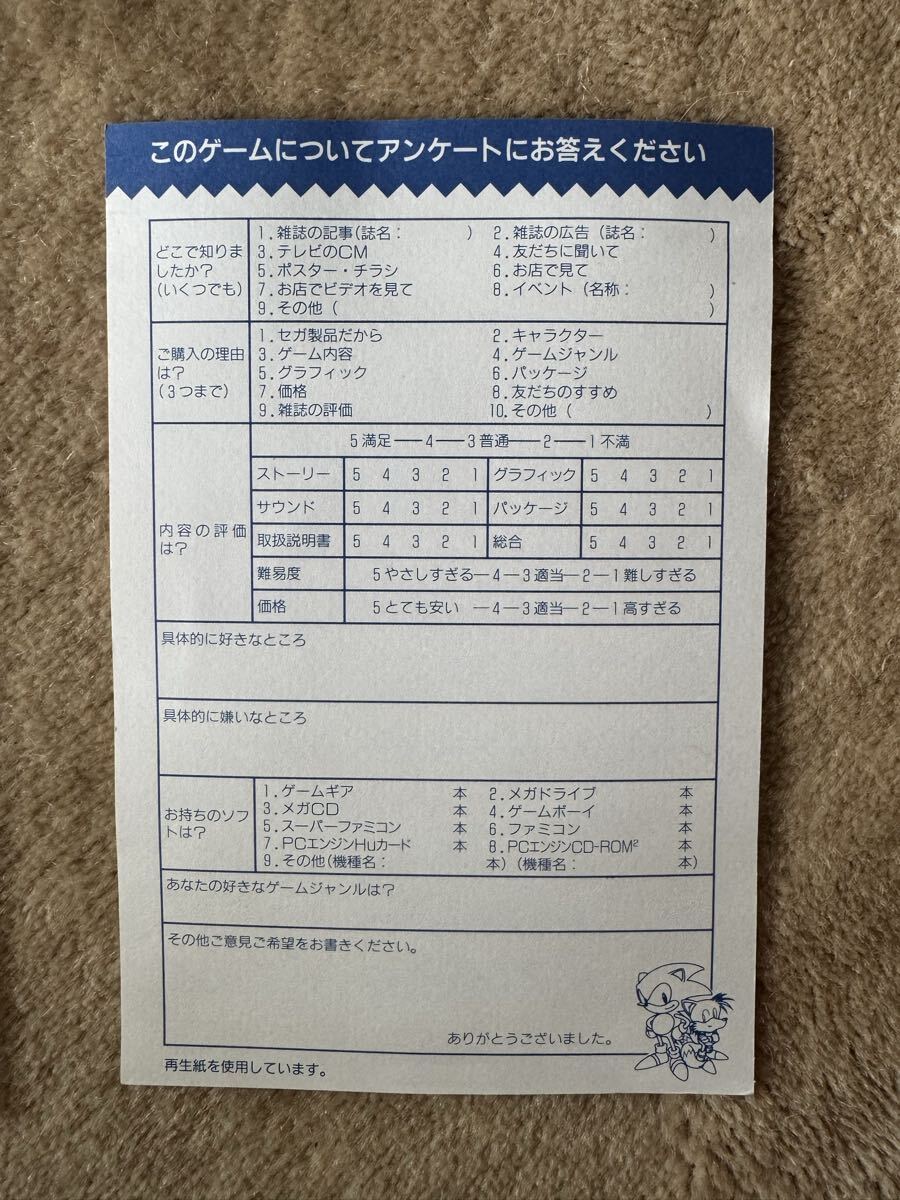 このゲームについてアンケートにお答えください
どこで知りましたか?
(いくつでも)
1.雑誌の記事(誌名: ) 2.雑誌の広告(誌名: )
3.テレビのCM 4.友だちに聞いて
5.ポスター・チラシ 6.お店で見て
7.お店でビデオを見て 8.イベント(名称: )
9.その他( )
ご購入の理由は?
(3つまで)
1.セガ製品だから 2.キャラクター
3.ゲーム内容 4.ゲームジャンル
5.グラフィック 6.パッケージ
7.価格 8.友だちのすすめ
9.雑誌の評価 10.その他( )
内容の評価は?
5満足—4—3普通—2—1不満
ストーリー 5 4 3 2 1 グラフィック 5 4 3 2 1
サウンド 5 4 3 2 1 パッケージ 5 4 3 2 1
取扱説明書 5 4 3 2 1 総合 5 4 3 2 1
難易度 5やさしすぎる—4—3適当—2—1難しすぎる
価格 5とても安い —4—3適当—2—1高すぎる
具体的に好きなところ
具体的に嫌いなところ
お持ちのソフトは?
1.ゲームギア 本 2.メガドライブ 本
3.メガCD 本 4.ゲームボーイ 本
5.スーパーファミコン 本 6.ファミコン 本
7.PCエンジンHuカード 本 8.PCエンジンCD-ROM² 本
9.その他(機種名: 本)(機種名: 本)
あなたの好きなゲームジャンルは?
その他ご意見ご希望をお書きください。
ありがとうございました。
再生紙を使用しています。